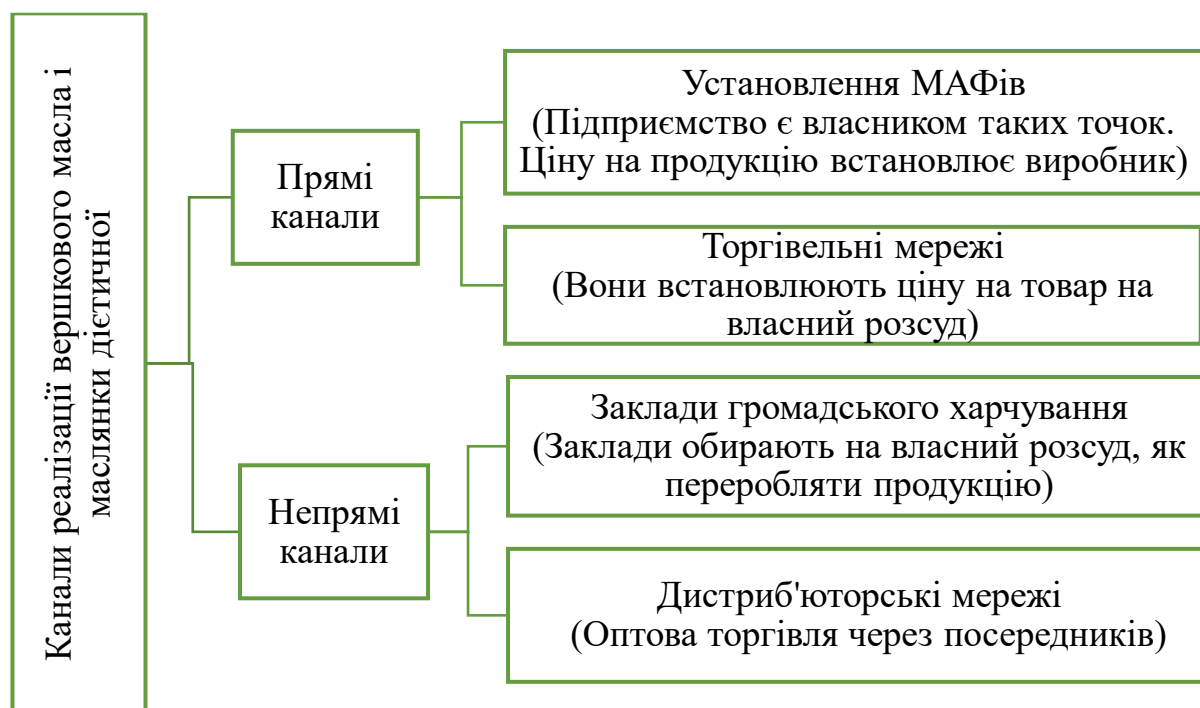 Канали реалізації вершкового масла і
маслянки дієтичної
Прямі
канали
Установлення МАФів
(Підприємство є власником таких точок.
Ціну на продукцію встановлює виробник)
Торгівельні мережі
(Вони встановлюють ціну на товар на
власний розсуд)
Непрямі
канали
Заклади громадського харчування
(Заклади обирають на власний розсуд, як
переробляти продукцію)
Дистриб'юторські мережі
(Оптова торгівля через посередників)